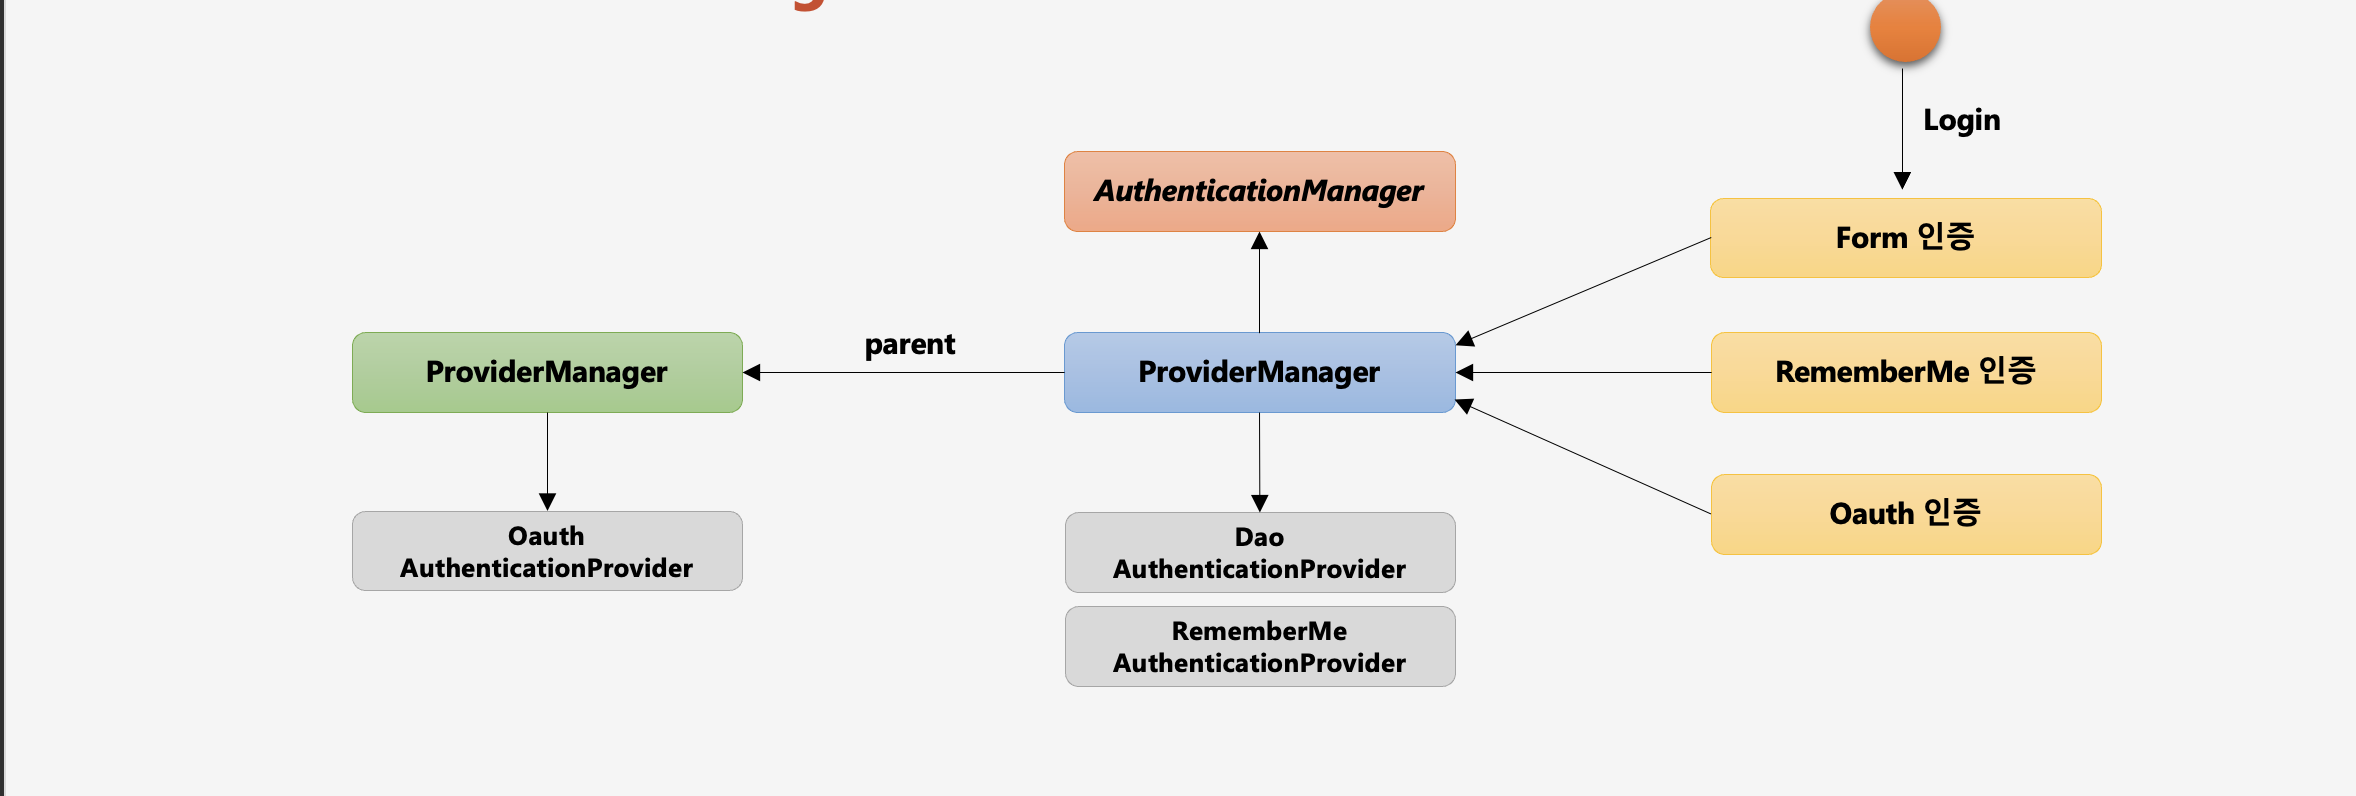 Login
AuthenticationManager
Form 인증
parent
ProviderManager
ProviderManager
RememberMe 인증
Oauth 인증
Oauth
AuthenticationProvider
Dao
AuthenticationProvider
RememberMe
AuthenticationProvider